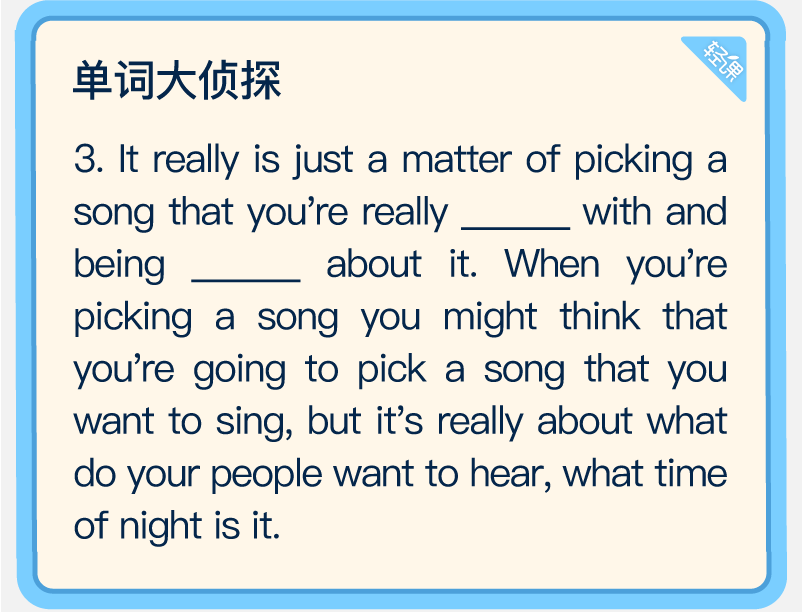 轻课
单词大侦探
3. It really is just a matter of picking a
song that you’re really ______ with and
being ______ about it. When you’re
picking a song you might think that
you’re going to pick a song that you
want to sing, but it’s really about what
do your people want to hear, what time
of night is it.